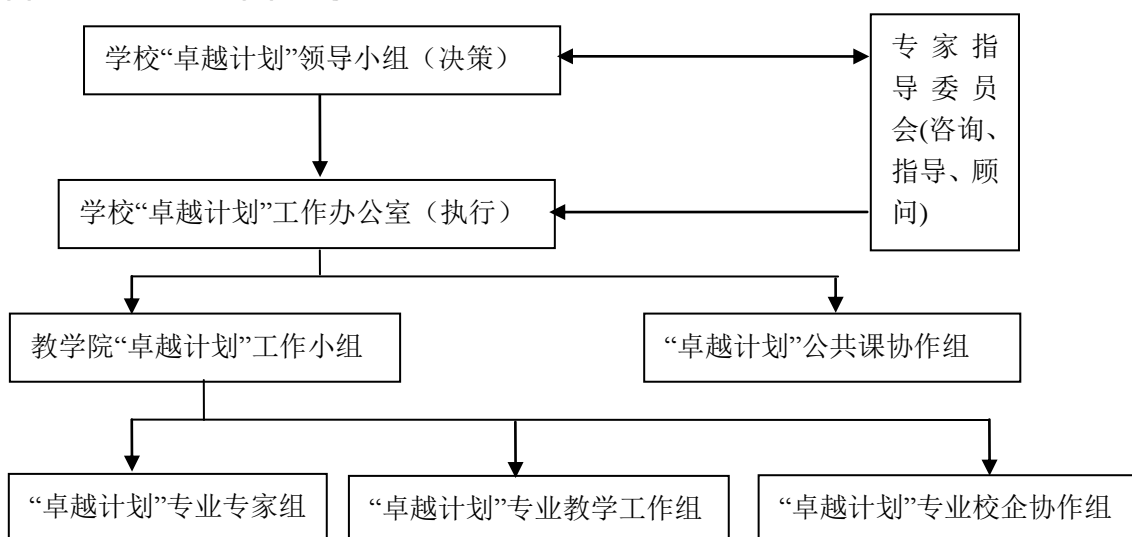 学校“卓越计划”领导小组（决策）
专家指
导委员
会(咨询、
指导、顾
问)
学校“卓越计划”工作办公室（执行）
教学院“卓越计划”工作小组
“卓越计划”公共课协作组
“卓越计划”专业专家组
“卓越计划”专业教学工作组
“卓越计划”专业校企协作组